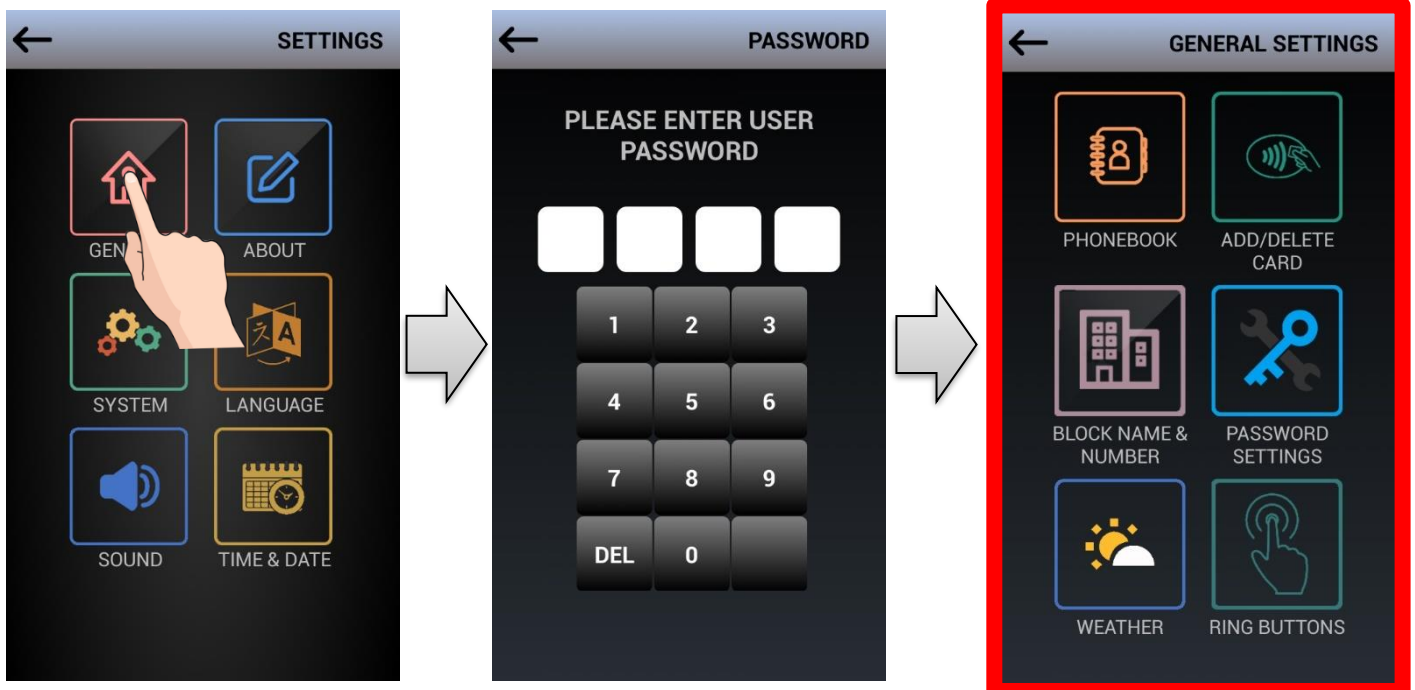 SETTINGS
GEN
ABOUT
SYSTEM
LANGUAGE
SOUND
TIME & DATE
PASSWORD
PLEASE ENTER USER
PASSWORD
1 2 3
4 5 6
7 8 9
DEL 0
GENERAL SETTINGS
PHONEBOOK
ADD/DELETE
CARD
BLOCK NAME &
NUMBER
PASSWORD
SETTINGS
WEATHER
RING BUTTONS